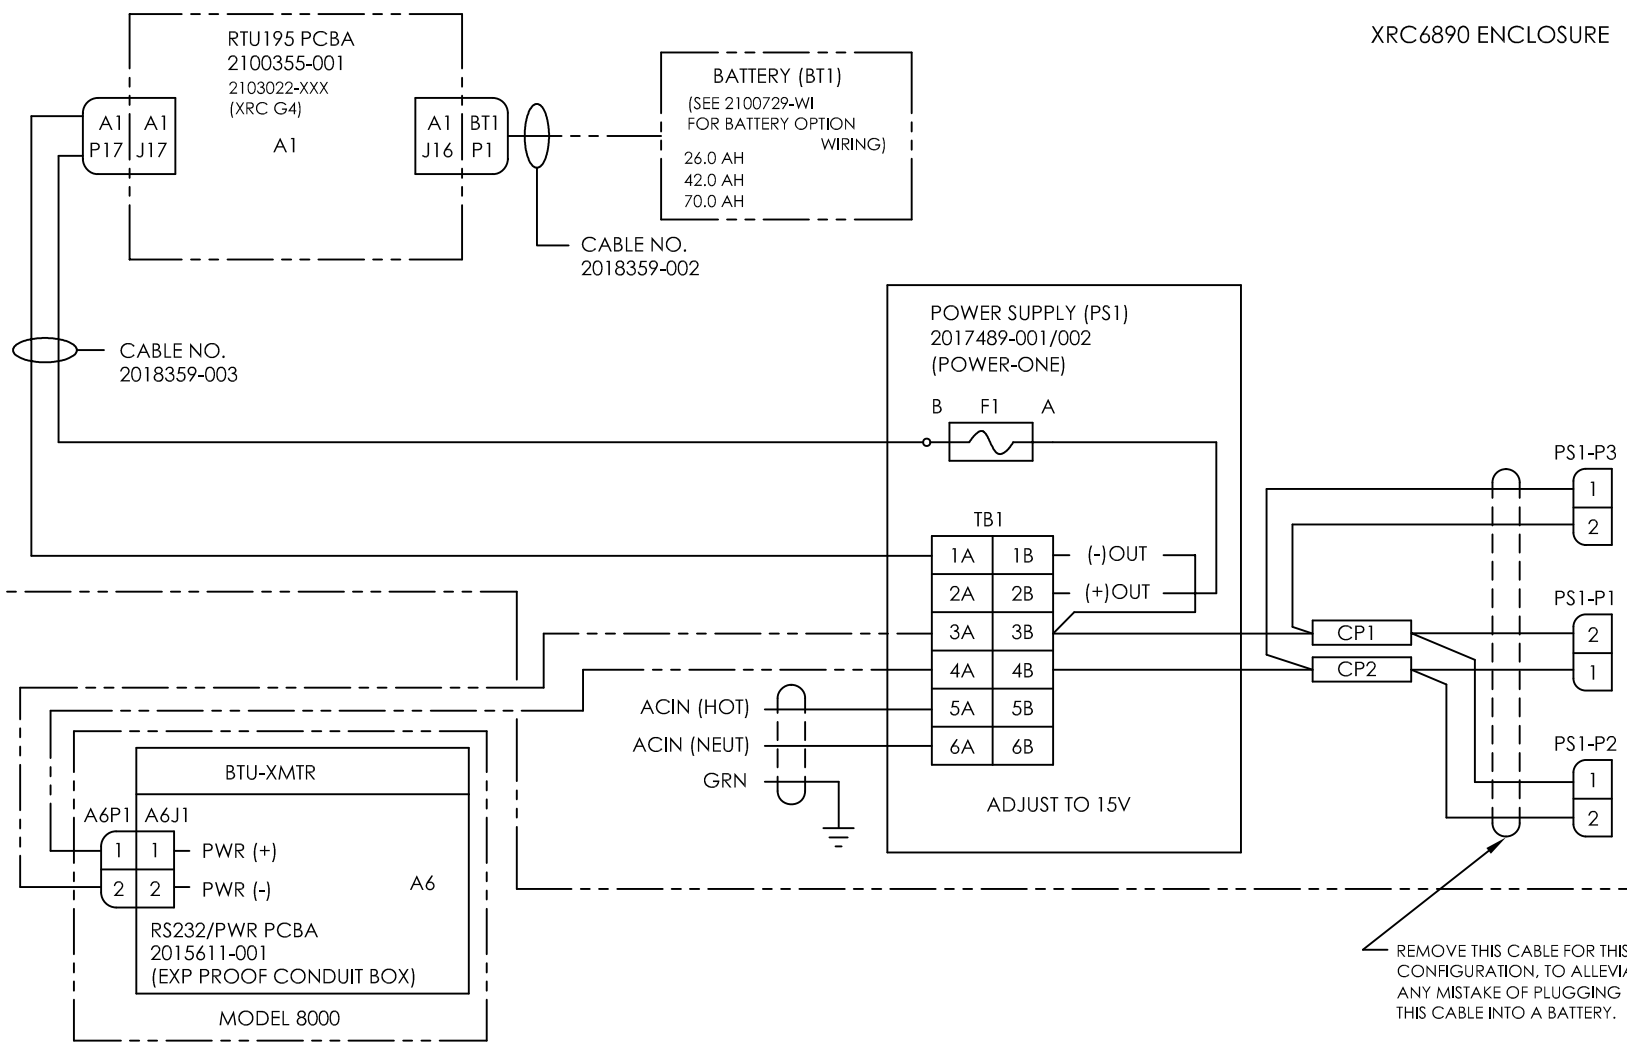 XRC6890 ENCLOSURE
RTU195 PCBA
2100355-001
2103022-XXX
(XRC G4)
A1
A1 A1
P17 J17
A1 BT1
J16 P1
BATTERY (BT1)
(SEE 2100729-WI
FOR BATTERY OPTION
WIRING)
26.0 AH
42.0 AH
70.0 AH
CABLE NO.
2018359-002
CABLE NO.
2018359-003
POWER SUPPLY (PS1)
2017489-001/002
(POWER-ONE)
B F1 A
TB1
1A 1B (-)OUT
2A 2B (+)OUT
3A 3B
4A 4B
5A 5B
6A 6B
ACIN (HOT)
ACIN (NEUT)
GRN
ADJUST TO 15V
CP1
CP2
PS1-P3
1
2
PS1-P1
2
1
PS1-P2
1
2
BTU-XMTR
A6P1 A6J1
1 1 PWR (+)
2 2 PWR (-)
A6
RS232/PWR PCBA
2015611-001
(EXP PROOF CONDUIT BOX)
MODEL 8000
REMOVE THIS CABLE FOR THIS
CONFIGURATION, TO ALLEVIA
ANY MISTAKE OF PLUGGING
THIS CABLE INTO A BATTERY.